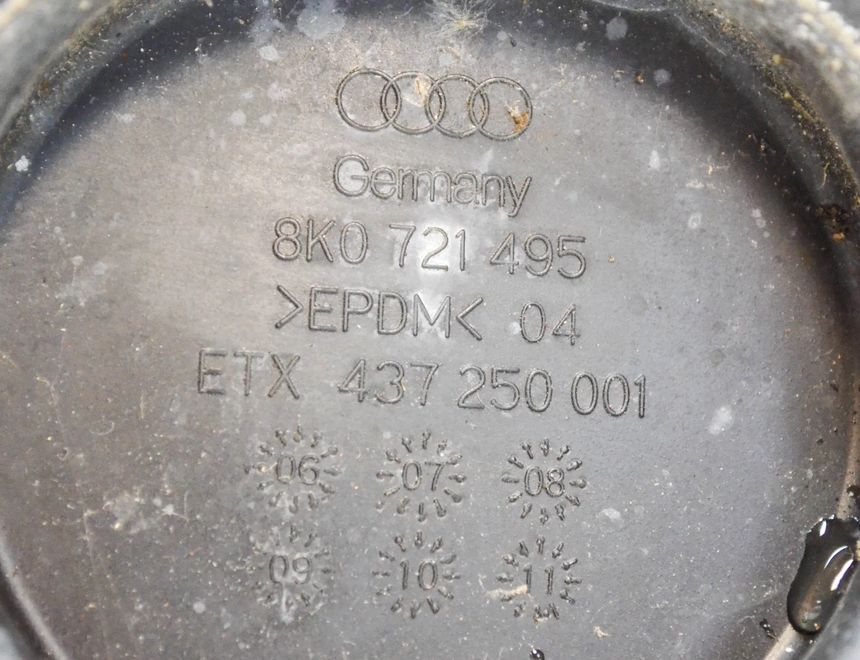 Germany
8K0 721 495
>EPDM< 04
ETX 437 250 001
06 07 08
09 10 11